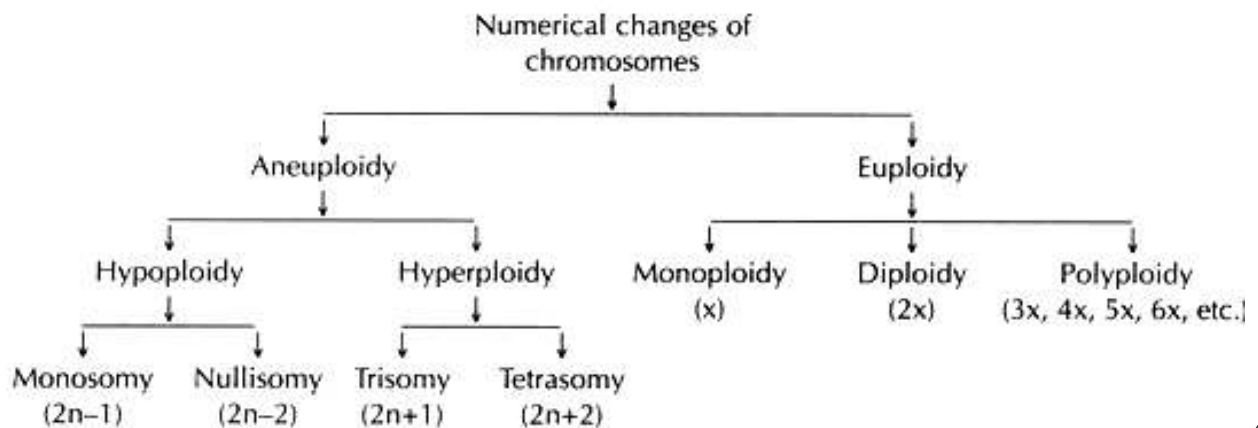 Numerical changes of
chromosomes
Aneuploidy Euploidy
Hypoploidy Hyperploidy Monoploidy Diploidy Polyploidy
(x) (2x) (3x, 4x, 5x, 6x, etc.)
Monosomy Nullisomy Trisomy Tetrasomy
(2n–1) (2n–2) (2n+1) (2n+2)